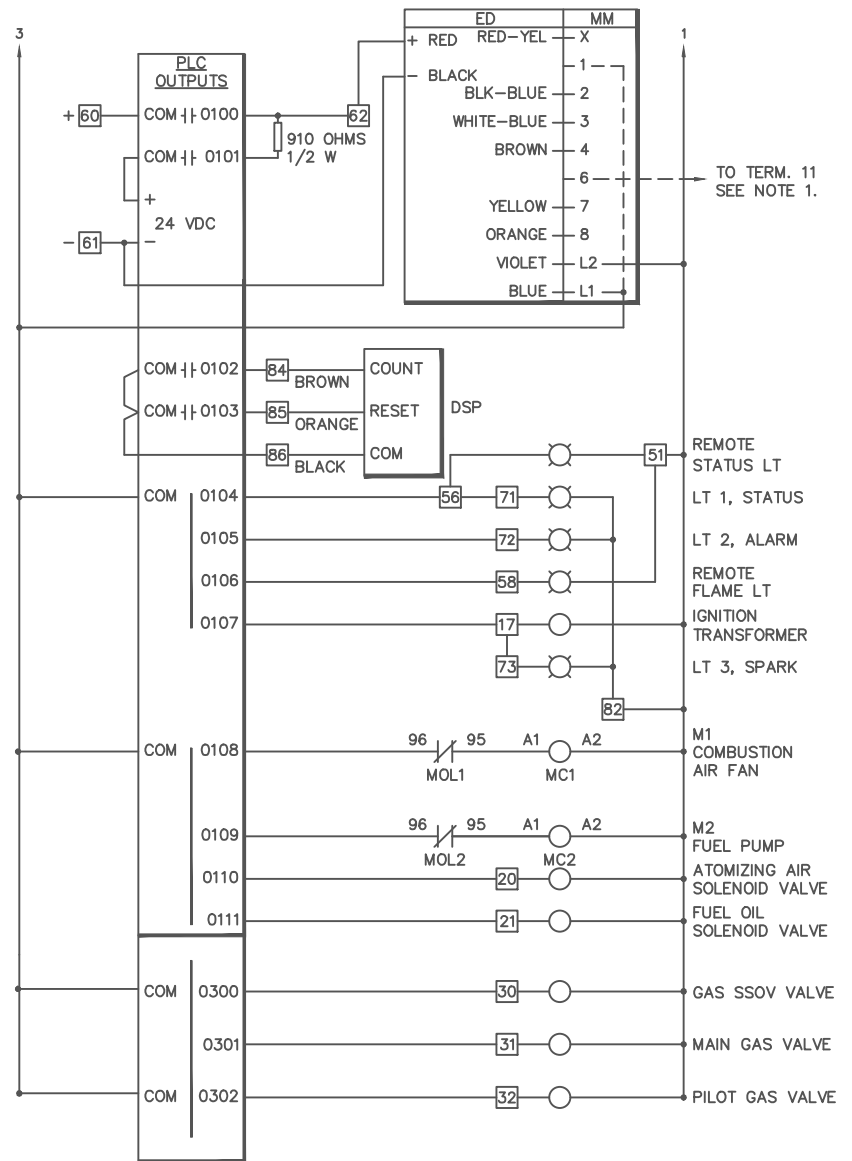 3
1
ED MM
PLC
OUTPUTS
+ RED RED-YEL X
1
- BLACK
BLK-BLUE 2
WHITE-BLUE 3
BROWN 4
6
TO TERM. 11
SEE NOTE 1.
YELLOW 7
ORANGE 8
VIOLET L2
BLUE L1
+ 60 COM 0100 62
910 OHMS
1/2 W
COM 0101
+
24 VDC
- 61 -
COM 0102 84 BROWN COUNT
COM 0103 85 ORANGE RESET DSP
86 BLACK COM
51 REMOTE
STATUS LT
COM 0104 56 71 LT 1, STATUS
0105 72 LT 2, ALARM
0106 58 REMOTE
FLAME LT
0107 17 IGNITION
TRANSFORMER
73 LT 3, SPARK
82
COM 0108 96 95 A1 A2 M1
COMBUSTION
AIR FAN
MOL1 MC1
0109 96 95 A1 A2 M2
FUEL PUMP
MOL2 MC2
0110 20 ATOMIZING AIR
SOLENOID VALVE
0111 21 FUEL OIL
SOLENOID VALVE
COM 0300 30 GAS SSOV VALVE
0301 31 MAIN GAS VALVE
COM 0302 32 PILOT GAS VALVE